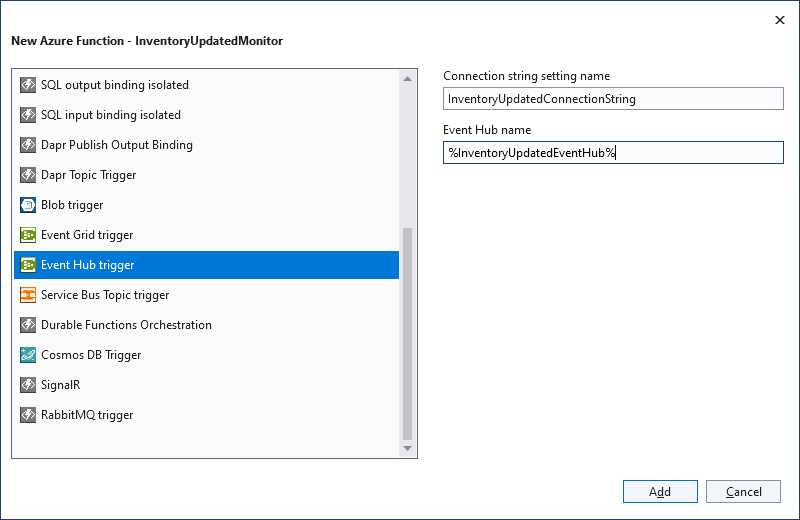 New Azure Function - InventoryUpdatedMonitor
SQL output binding isolated
SQL input binding isolated
Dapr Publish Output Binding
Dapr Topic Trigger
Blob trigger
Event Grid trigger
Event Hub trigger
Service Bus Topic trigger
Durable Functions Orchestration
Cosmos DB Trigger
SignalR
RabbitMQ trigger
Connection string setting name
InventoryUpdatedConnectionString
Event Hub name
%InventoryUpdatedEventHub%
Add
Cancel